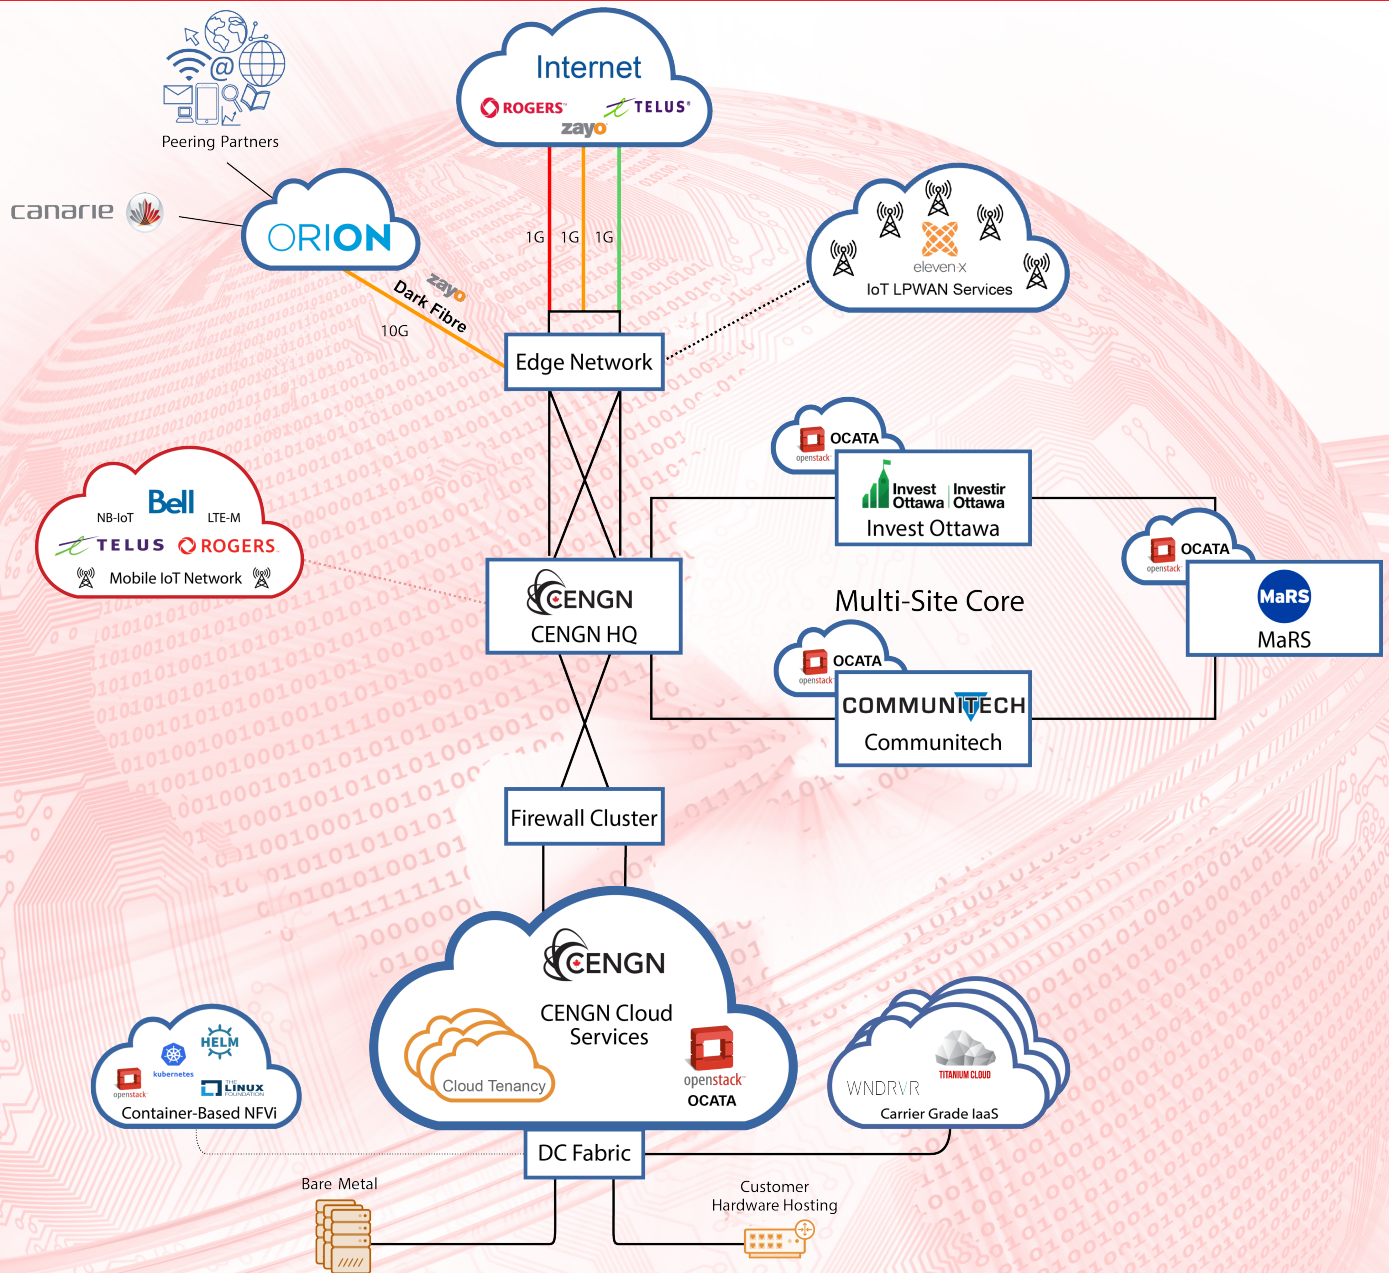 Internet
ROGERS™
TELUS®
zayo
@
Peering Partners
canarie
ORION
1G
1G
1G
zayo
Dark Fibre
10G
eleven-x
IoT LPWAN Services
Edge Network
openstack
OCATA
Invest Ottawa | Investir Ottawa
Invest Ottawa
Bell
NB-IoT
LTE-M
TELUS
ROGERS
Mobile IoT Network
openstack
OCATA
MaRS
MaRS
CENGN
CENGN HQ
Multi-Site Core
openstack
OCATA
COMMUNITECH
Communitech
Firewall Cluster
CENGN
CENGN Cloud
Services
Cloud Tenancy
openstack
OCATA
HELM
kubernetes
openstack
THE LINUX FOUNDATION
Container-Based NFVi
TITANIUM CLOUD
WNDRVR
Carrier Grade IaaS
DC Fabric
Bare Metal
Customer
Hardware Hosting